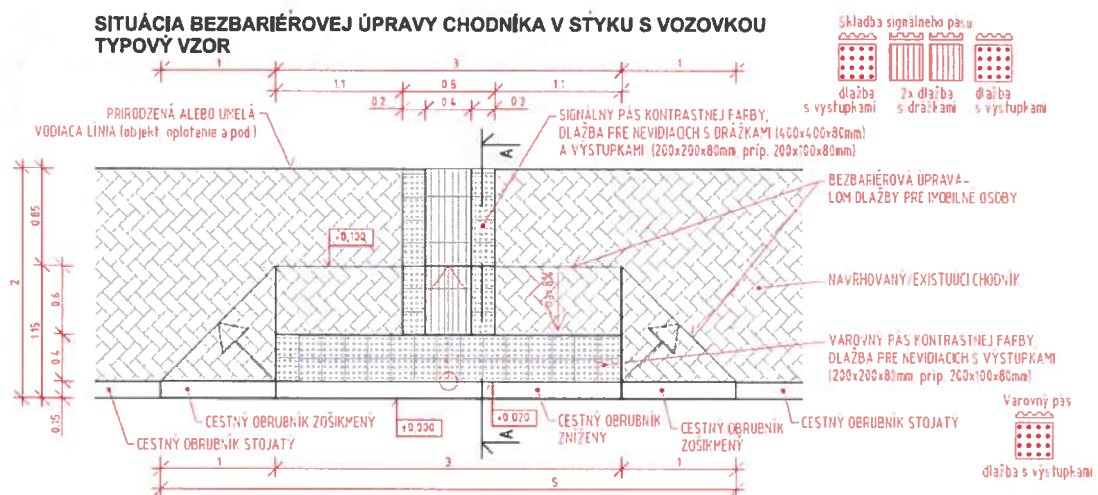 SITUÁCIA BEZBARIÉROVEJ ÚPRAVY CHODNÍKA V STYKU S VOZOVKOU
TYPOVÝ VZOR
Skladba signálneho pásu
dlažba
s výstupkami
2x dlažba
s drážkami
dlažba
s výstupkami
1
3
1
1.1
0.6
1.1
0.2
0.4
0.2
PRIRODZENÁ ALEBO UMELÁ
VODIACA LÍNIA (objekt, oplotenie a pod.)
SIGNÁLNY PÁS KONTRASTNEJ FARBY,
DLAŽBA PRE NEVIDIACICH S DRÁŽKAMI (400x400x80mm)
A VÝSTUPKAMI (200x200x80mm, príp. 200x100x80mm)
A
BEZBARIÉROVÁ ÚPRAVA-
LOM DLAŽBY PRE IMOBILNÉ OSOBY
+0,100
NAVRHOVANÝ/EXISTUJÚCI CHODNÍK
2
0.85
1.15
0.6
0.4
0.15
VAROVNÝ PÁS KONTRASTNEJ FARBY
DLAŽBA PRE NEVIDIACICH S VÝSTUPKAMI
(200x200x80mm, príp. 200x100x80mm)
CESTNÝ OBRUBNÍK ZOŠIKMENÝ
CESTNÝ OBRUBNÍK STOJATÝ
±0,000
+0,020
A
CESTNÝ OBRUBNÍK
ZNÍŽENÝ
CESTNÝ OBRUBNÍK
ZOŠIKMENÝ
CESTNÝ OBRUBNÍK STOJATÝ
Varovný pás
dlažba s výstupkami
1
3
1
5